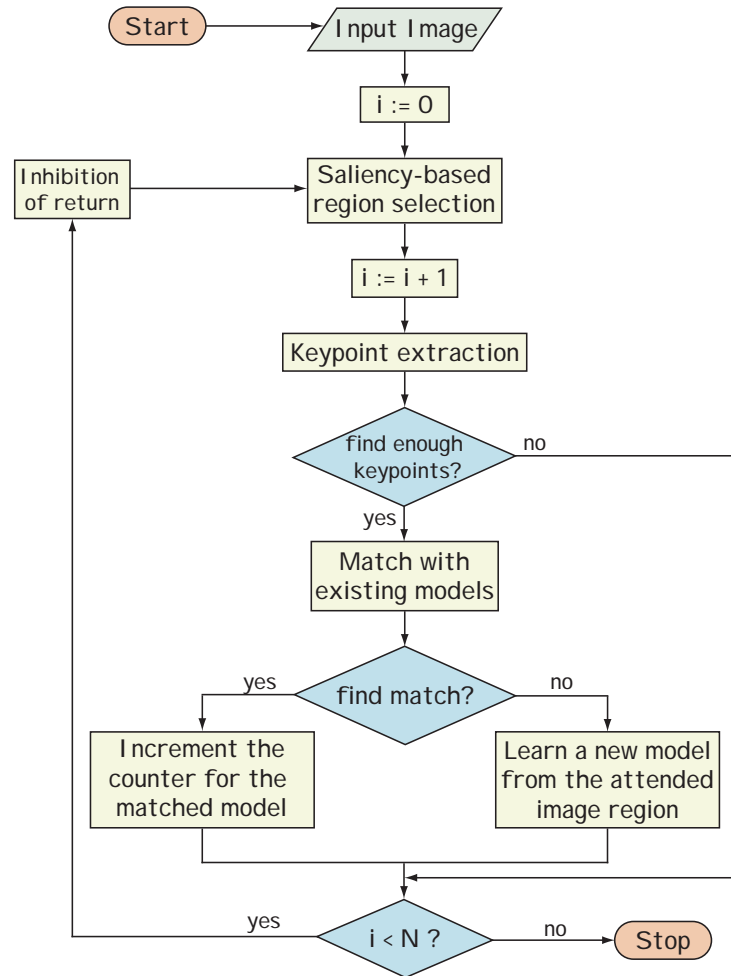 Start
Input Image
i := 0
Inhibition
of return
Saliency-based
region selection
i := i + 1
Keypoint extraction
find enough
keypoints?
no
yes
Match with
existing models
yes
find match?
no
Increment the
counter for the
matched model
Learn a new model
from the attended
image region
yes
i < N ?
no
Stop